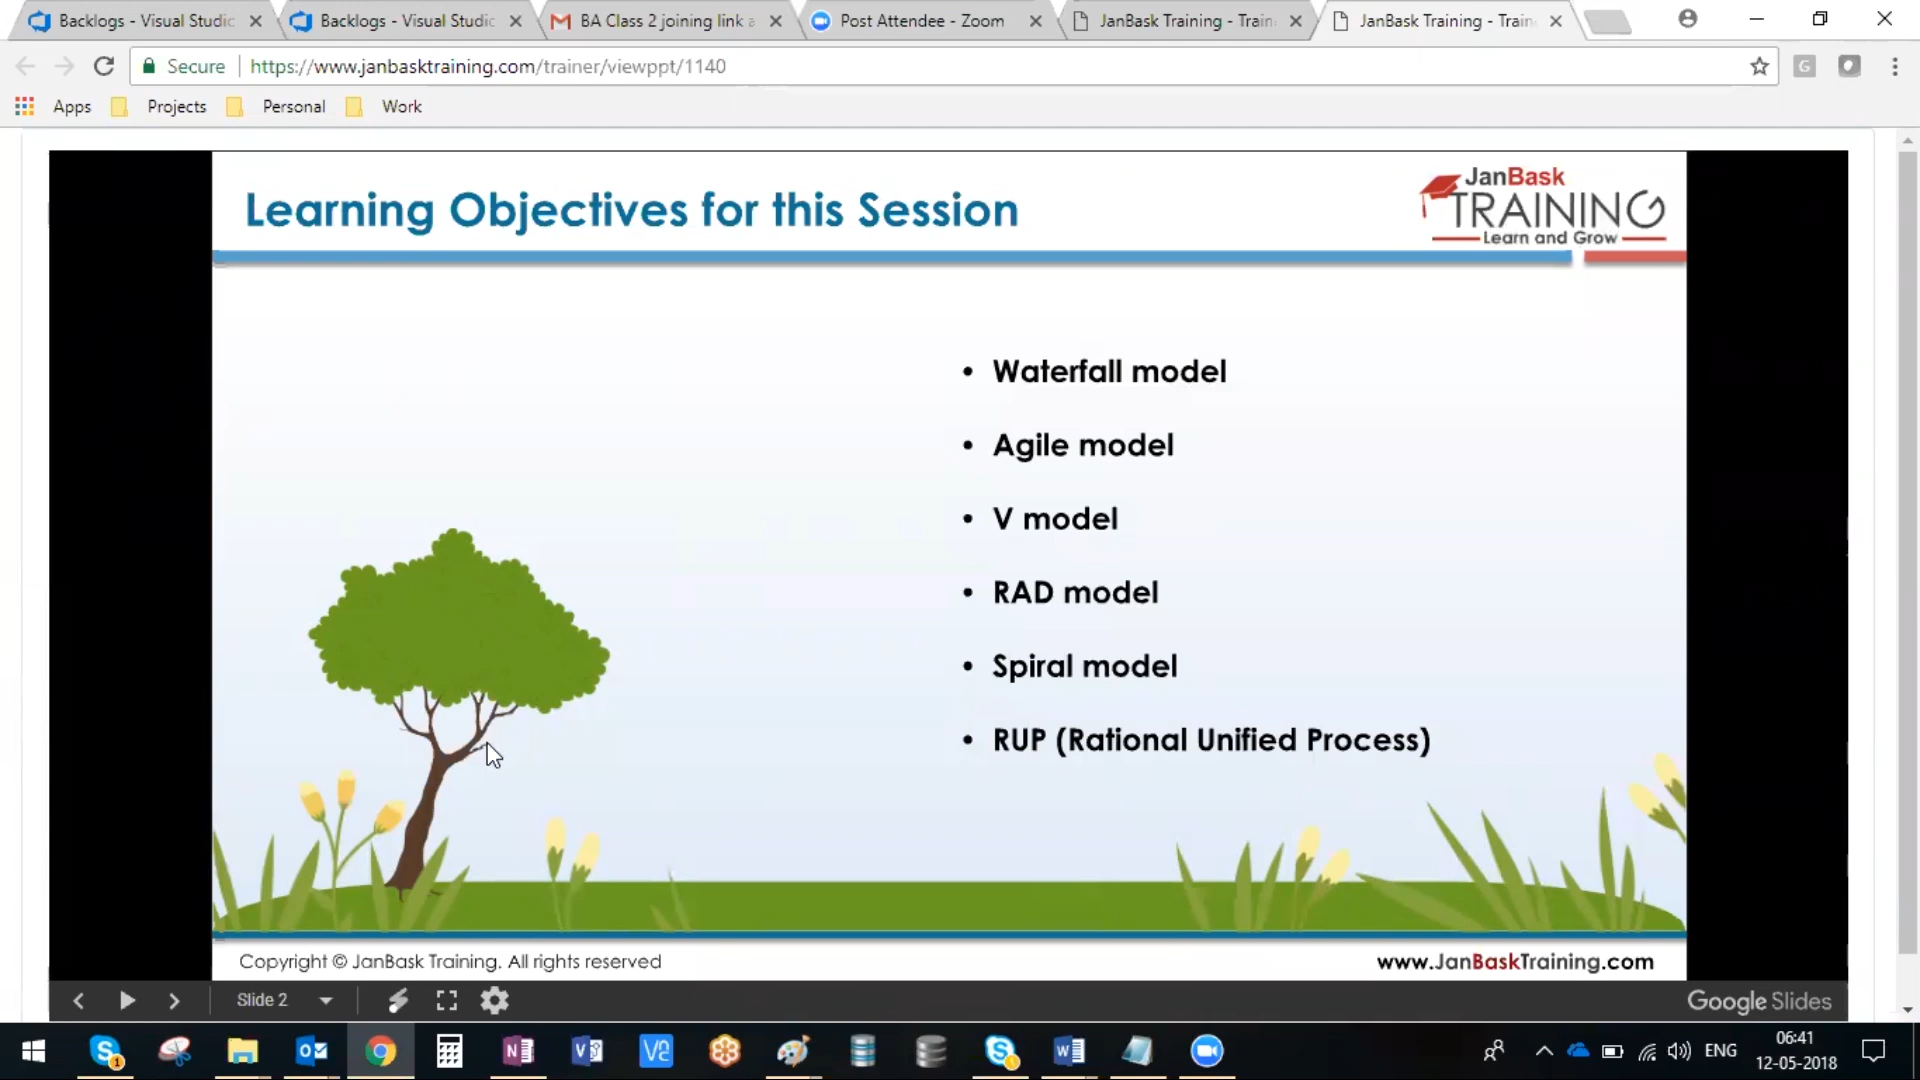 Backlogs - Visual Studic
Backlogs - Visual Studic
BA Class 2 joining link a
Post Attendee - Zoom
JanBask Training - Train
JanBask Training - Train
Secure
https://www.janbasktraining.com/trainer/viewppt/1140
G
Apps
Projects
Personal
Work
Learning Objectives for this Session
JanBask
TRAINING
Learn and Grow
• Waterfall model
• Agile model
• V model
• RAD model
• Spiral model
• RUP (Rational Unified Process)
Copyright © JanBask Training. All rights reserved
www.JanBaskTraining.com
Slide 2
Google Slides
ENG
06:41
12-05-2018